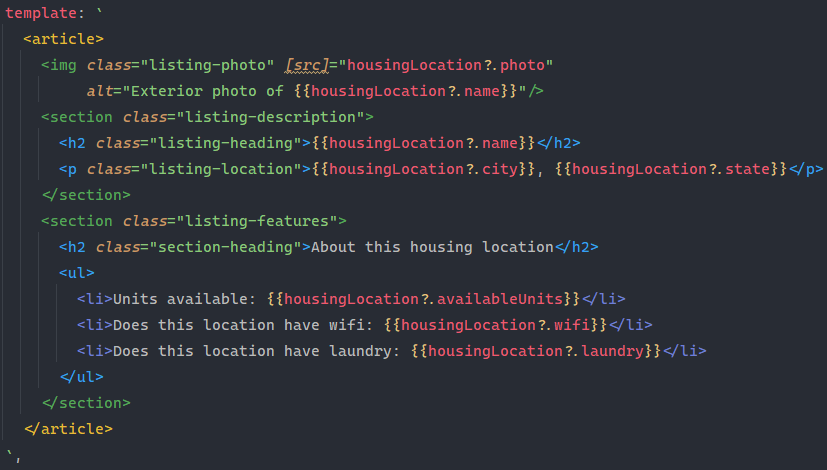 template: `
  <article>
    <img class="listing-photo" [src]="housingLocation?.photo"
         alt="Exterior photo of {{housingLocation?.name}}"/>
    <section class="listing-description">
      <h2 class="listing-heading">{{housingLocation?.name}}</h2>
      <p class="listing-location">{{housingLocation?.city}}, {{housingLocation?.state}}</p>
    </section>
    <section class="listing-features">
      <h2 class="section-heading">About this housing location</h2>
      <ul>
        <li>Units available: {{housingLocation?.availableUnits}}</li>
        <li>Does this location have wifi: {{housingLocation?.wifi}}</li>
        <li>Does this location have laundry: {{housingLocation?.laundry}}</li>
      </ul>
    </section>
  </article>
`,